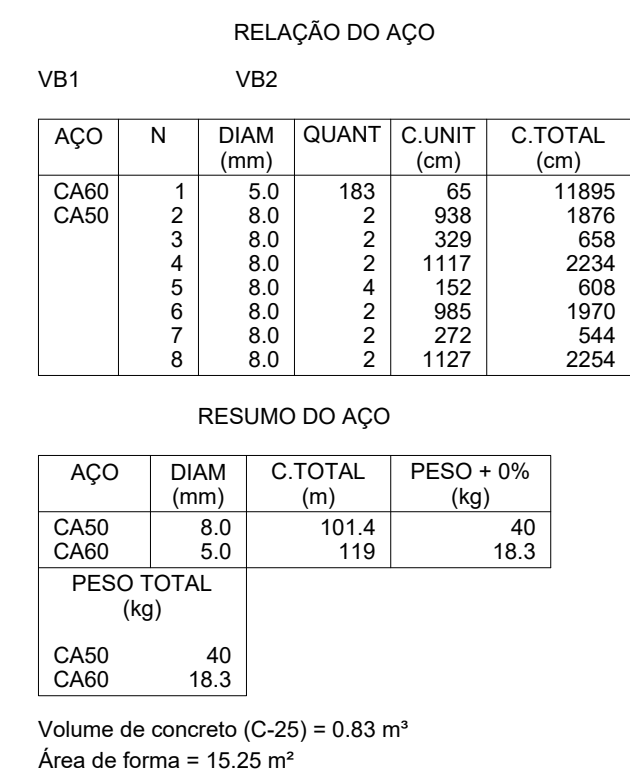 RELAÇÃO DO AÇO
VB1 VB2
AÇO N DIAM QUANT C.UNIT C.TOTAL
(mm) (cm) (cm)
CA60 1 5.0 183 65 11895
CA50 2 8.0 2 938 1876
3 8.0 2 329 658
4 8.0 2 1117 2234
5 8.0 4 152 608
6 8.0 2 985 1970
7 8.0 2 272 544
8 8.0 2 1127 2254
RESUMO DO AÇO
AÇO DIAM C.TOTAL PESO + 0%
(mm) (m) (kg)
CA50 8.0 101.4 40
CA60 5.0 119 18.3
PESO TOTAL
(kg)
CA50 40
CA60 18.3
Volume de concreto (C-25) = 0.83 m³
Área de forma = 15.25 m²